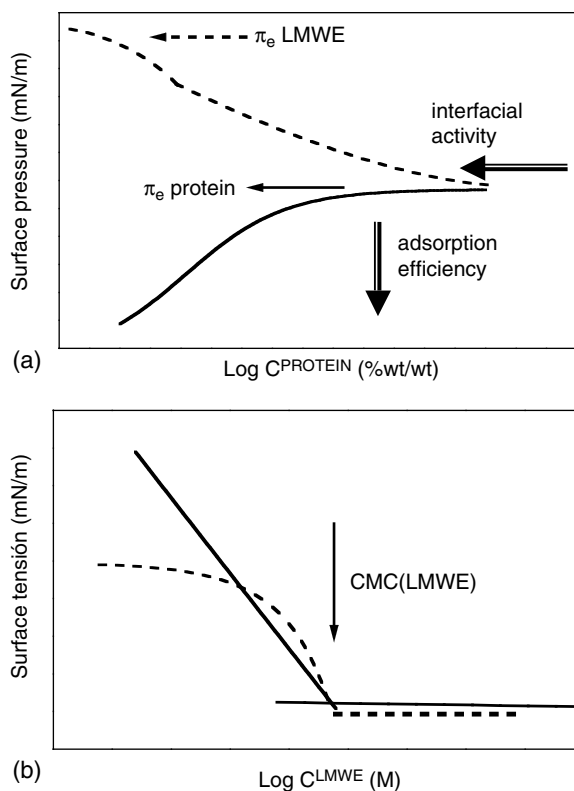 πe LMWE
interfacial
activity
πe protein
adsorption
efficiency
Surface pressure (mN/m)
(a)
Log CPROTEIN (%wt/wt)
CMC(LMWE)
Surface tensión (mN/m)
(b)
Log CLMWE (M)